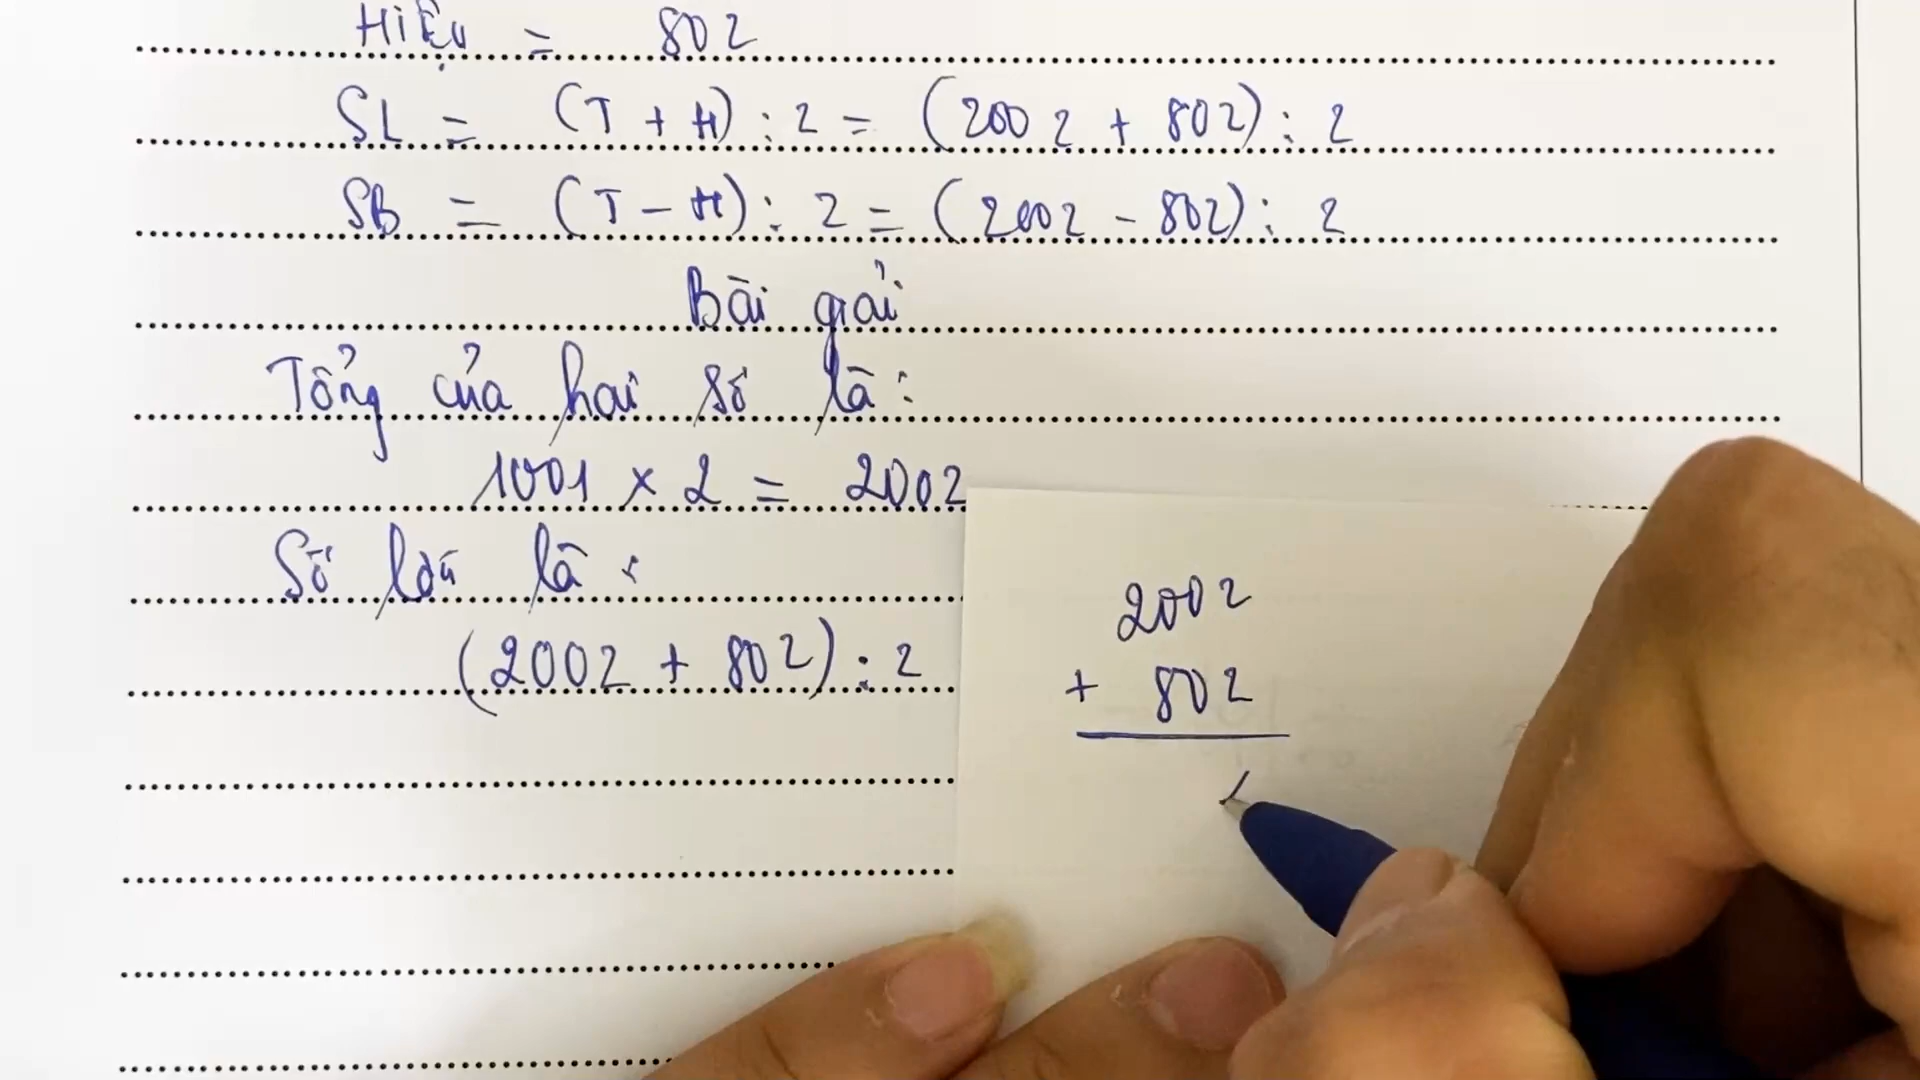 Hiệu = 802
SL = (T + H) : 2 = (2002 + 802) : 2
SB = (T - H) : 2 = (2002 - 802) : 2
Bài giải
Tổng của hai số là :
1001 x 2 = 2002
Số lớn là :
(2002 + 802) : 2
2002
+ 802